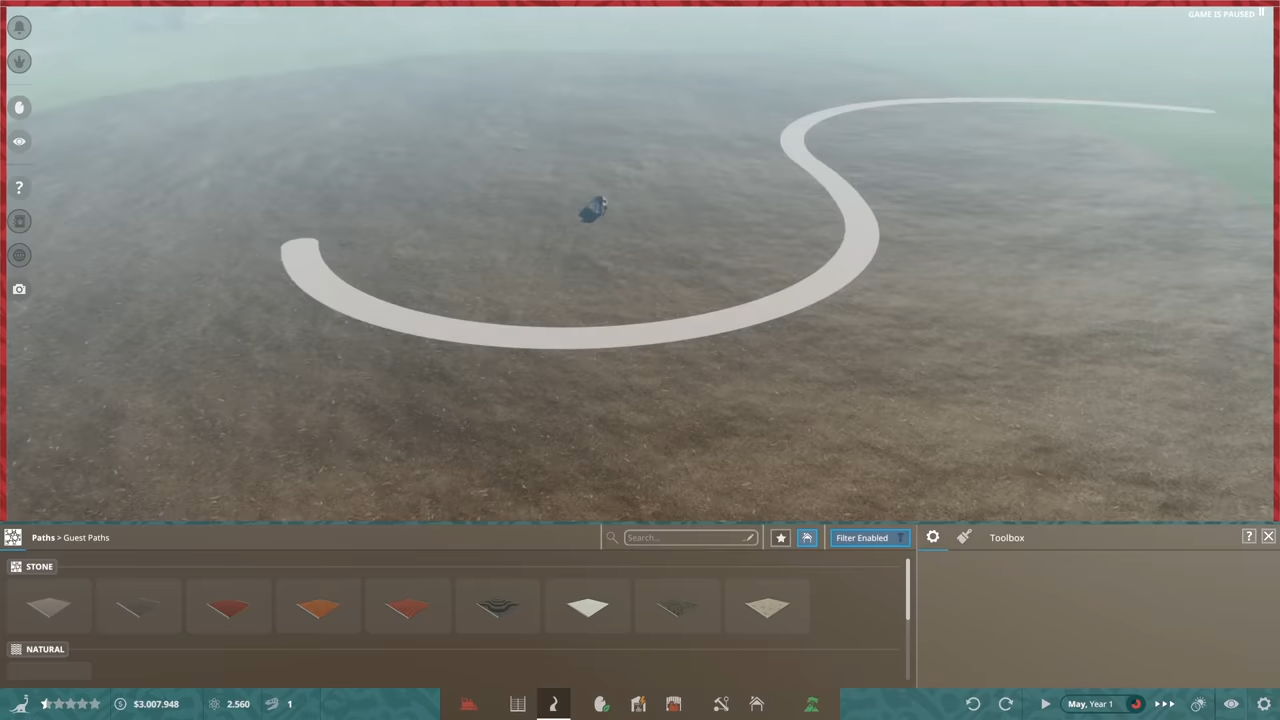 GAME IS PAUSED
Paths > Guest Paths
Search...
Filter Enabled
Toolbox
?
STONE
NATURAL
$3.007.948
2.560
1
May, Year 1
?